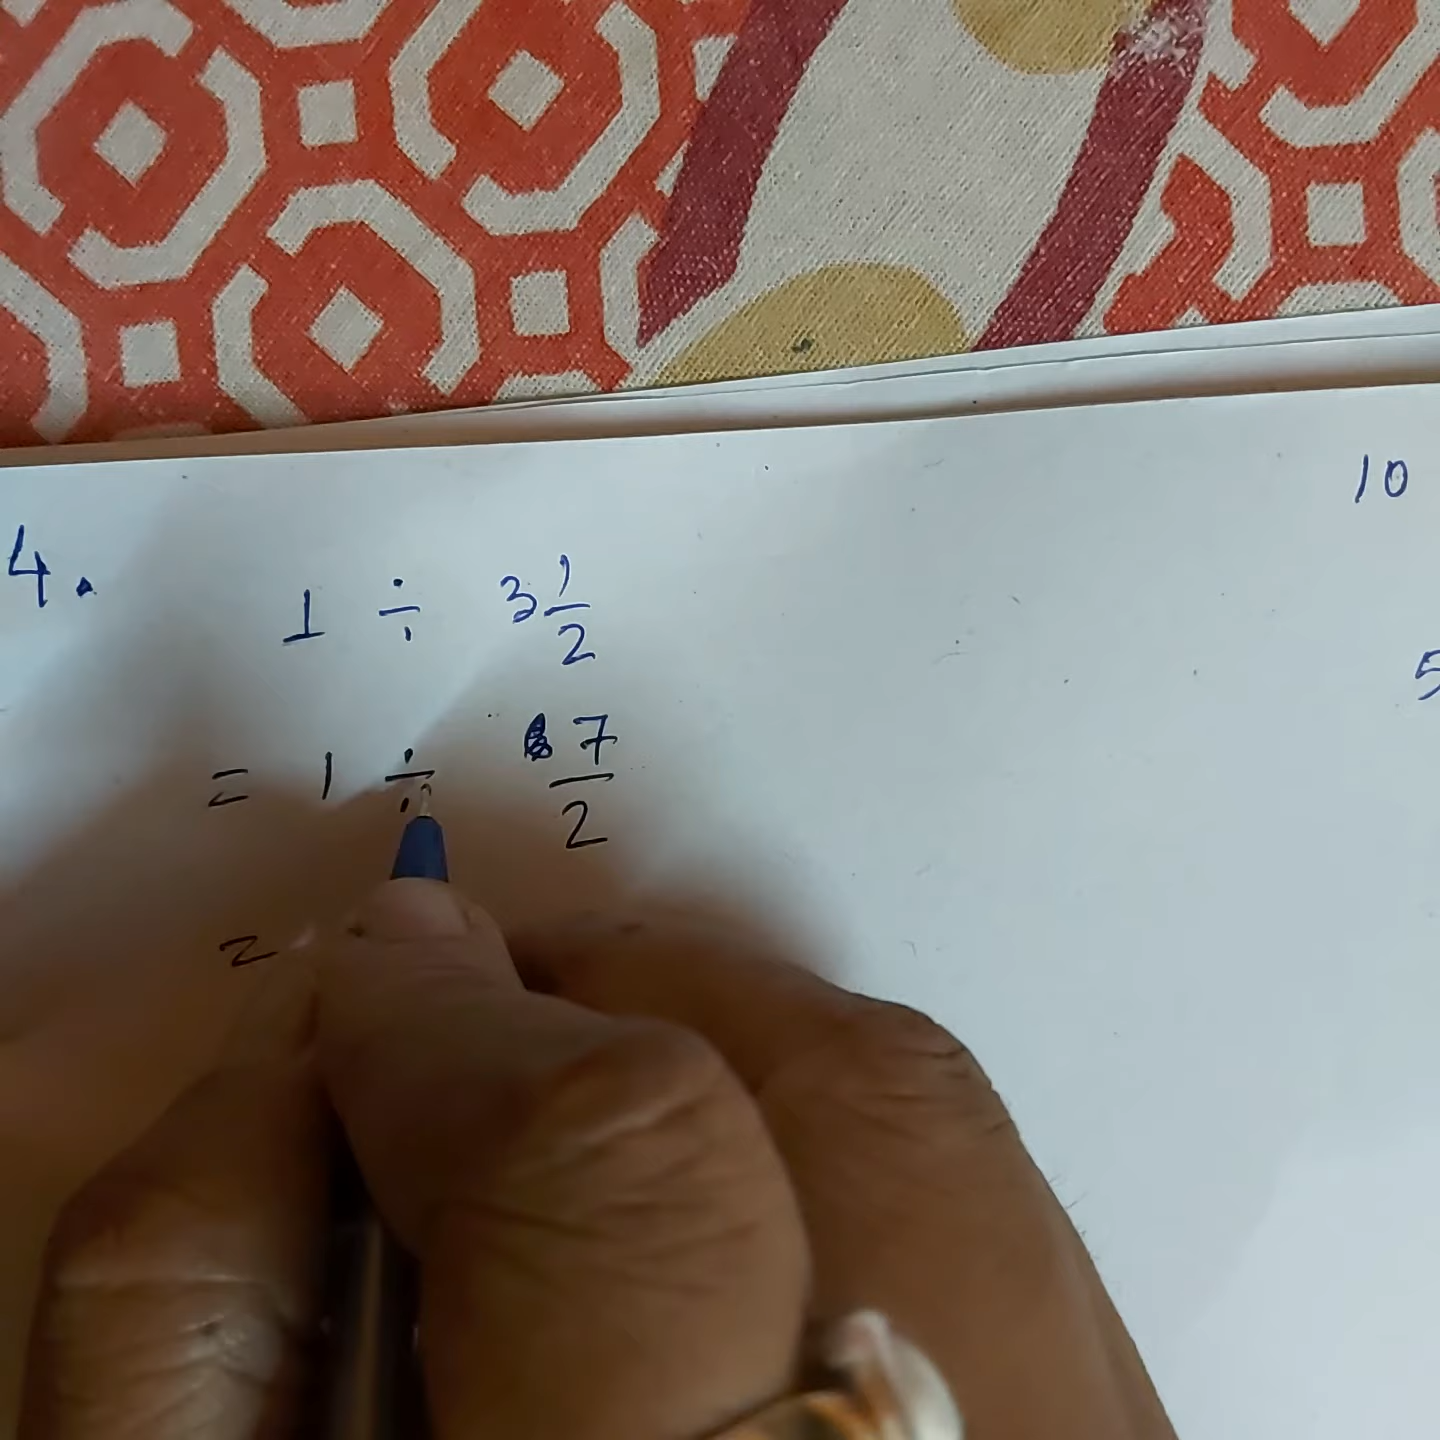 10
4. 1 ÷ 3 1/2
5
= 1 ÷ 7/2
=